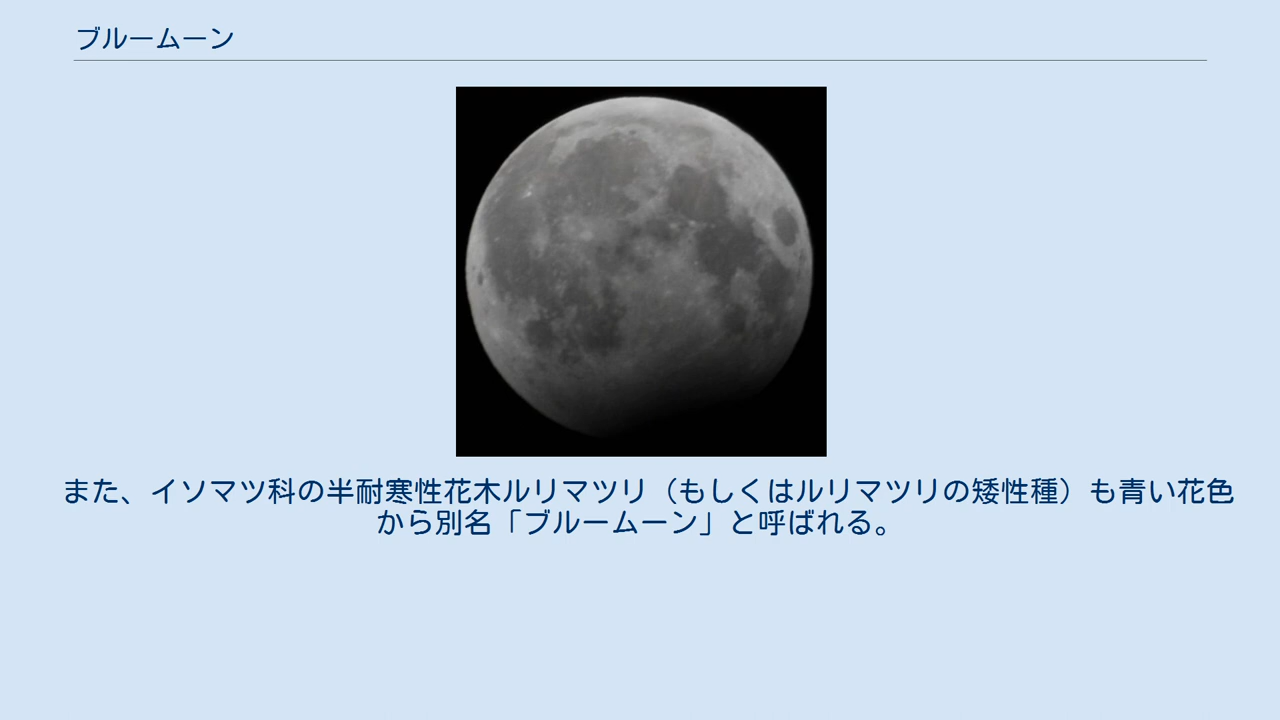 ブルームーン
また、イソマツ科の半耐寒性花木ルリマツリ（もしくはルリマツリの矮性種）も青い花色
から別名「ブルームーン」と呼ばれる。